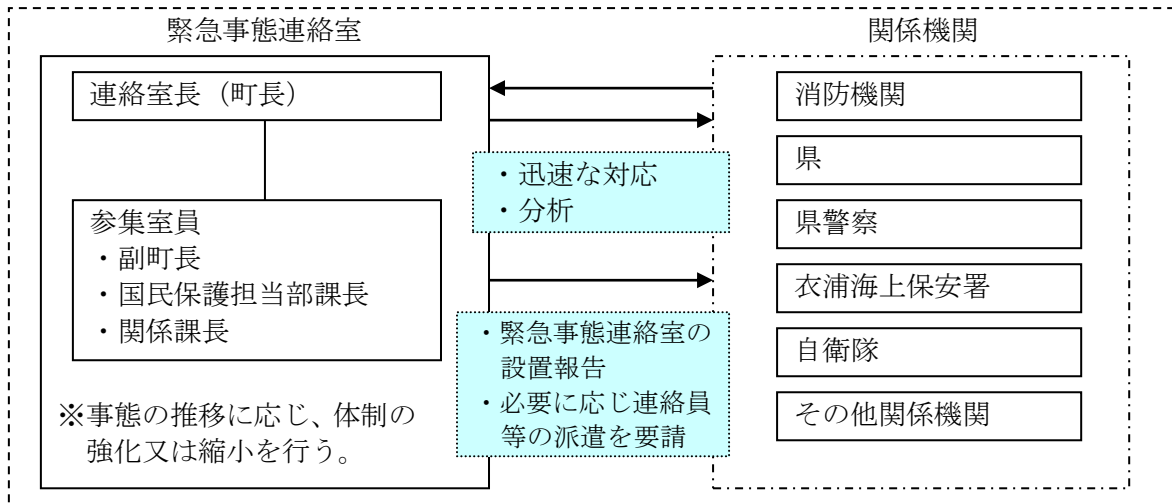 緊急事態連絡室
連絡室長（町長）
参集室員
・副町長
・国民保護担当部課長
・関係課長
※事態の推移に応じ、体制の
強化又は縮小を行う。
・迅速な対応
・分析
・緊急事態連絡室の
設置報告
・必要に応じ連絡員
等の派遣を要請
関係機関
消防機関
県
県警察
衣浦海上保安署
自衛隊
その他関係機関